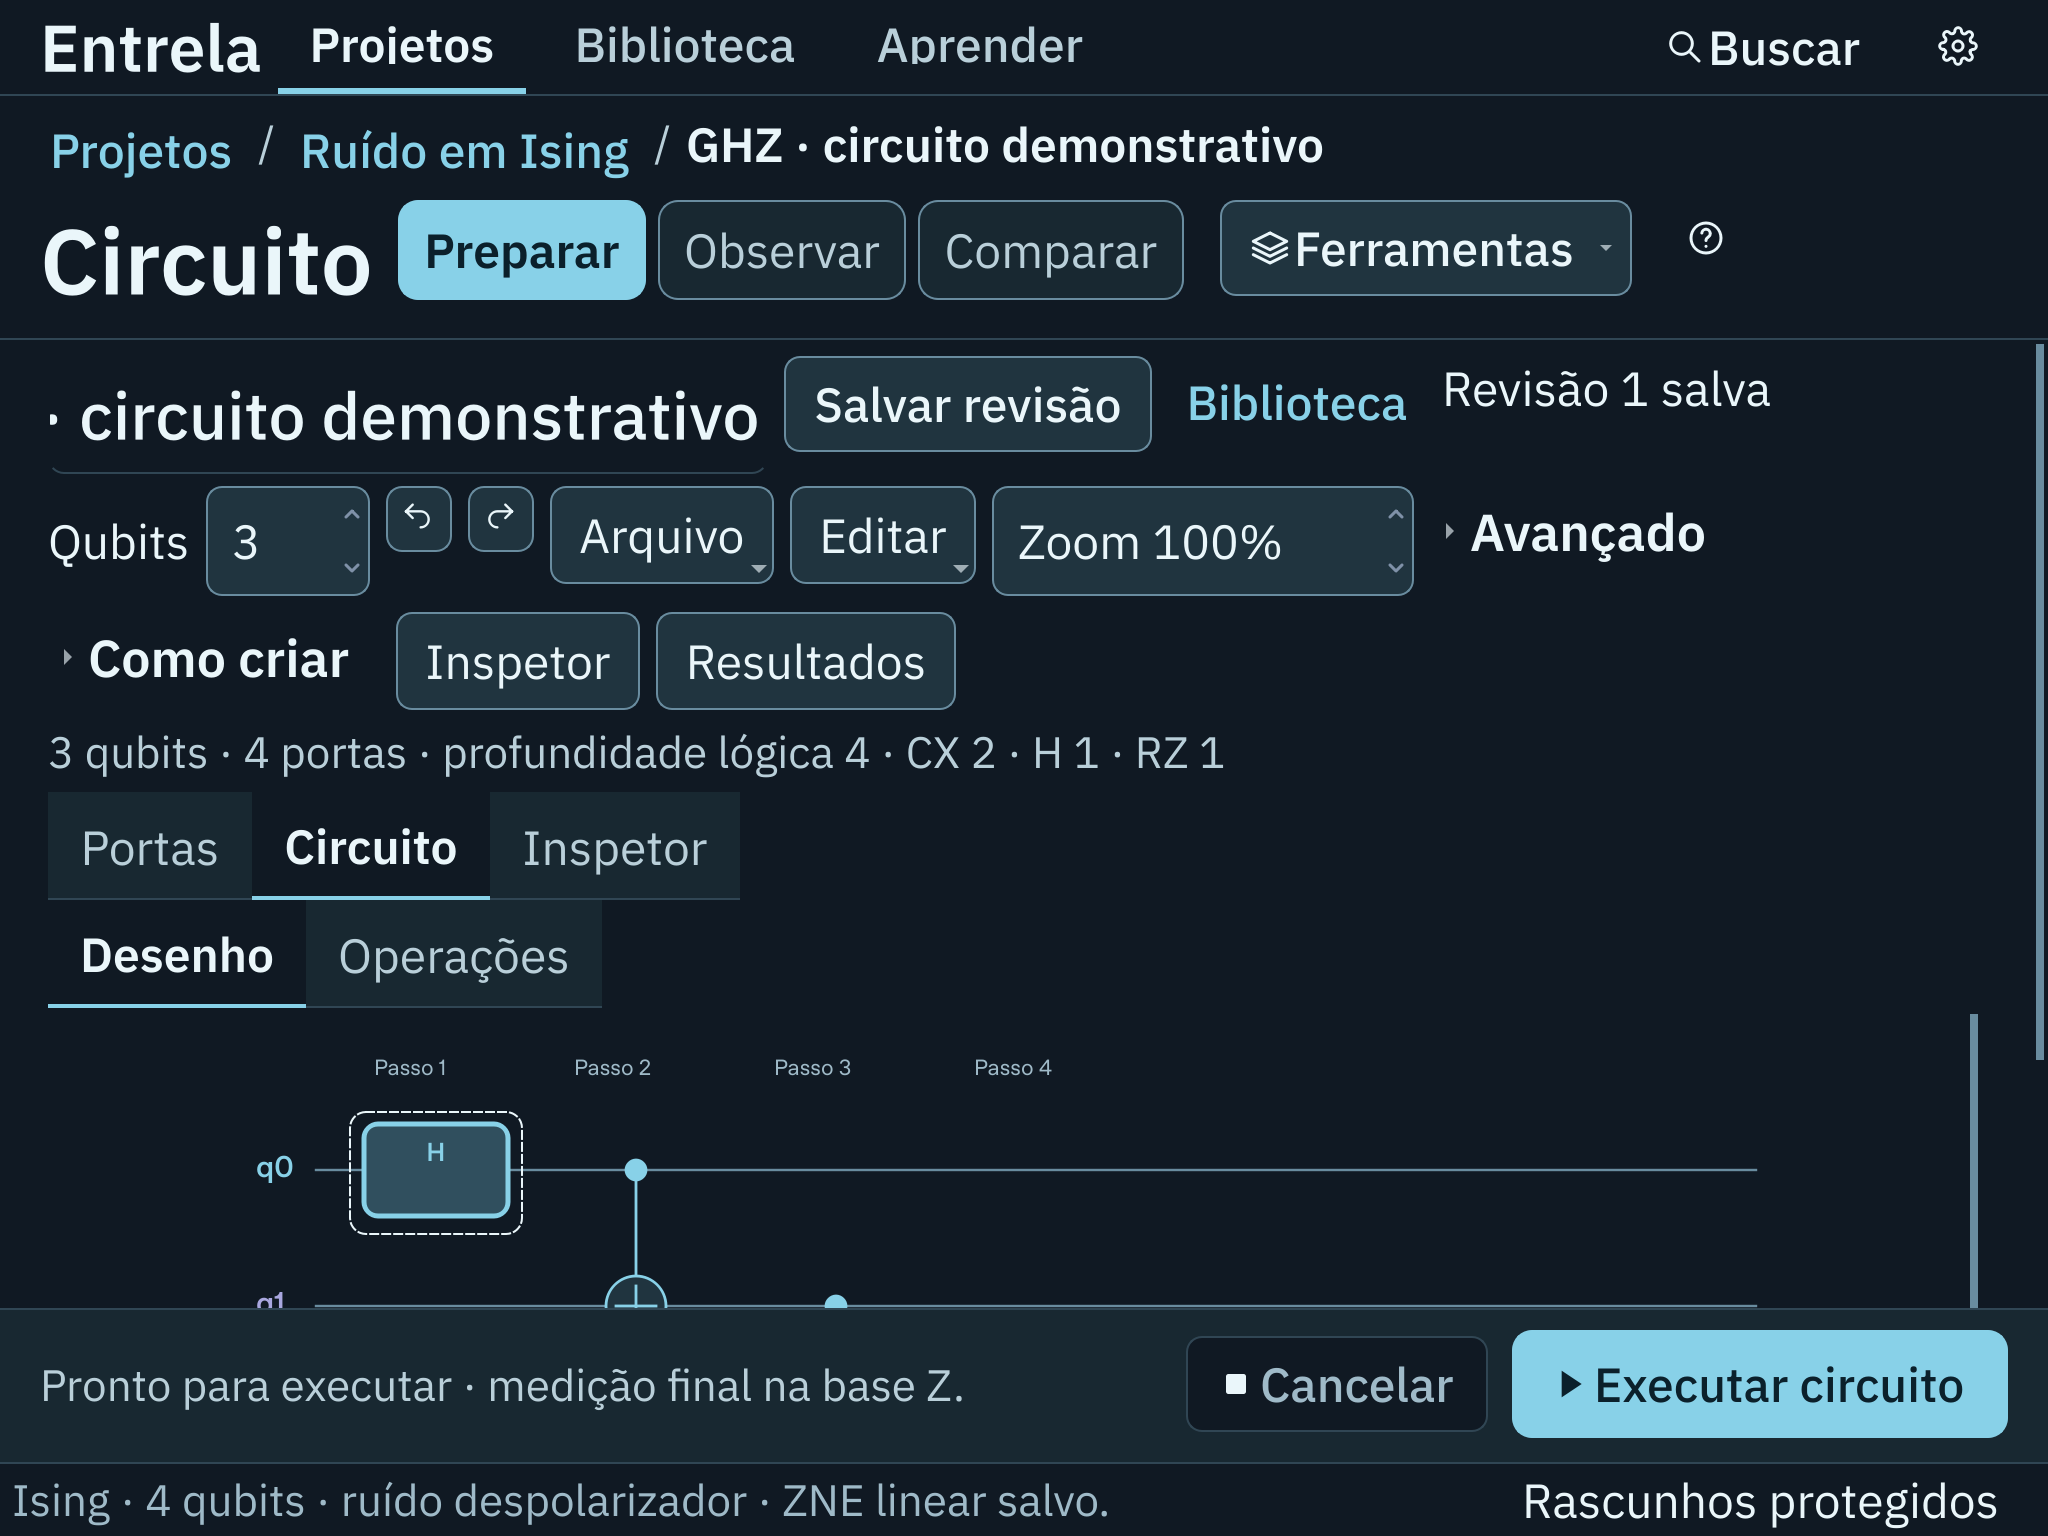 Entrela Projetos Biblioteca Aprender Buscar
Projetos / Ruído em Ising / GHZ · circuito demonstrativo
Circuito Preparar Observar Comparar Ferramentas
· circuito demonstrativo Salvar revisão Biblioteca Revisão 1 salva
Qubits 3 Arquivo Editar Zoom 100% Avançado
Como criar Inspetor Resultados
3 qubits · 4 portas · profundidade lógica 4 · CX 2 · H 1 · RZ 1
Portas Circuito Inspetor
Desenho Operações
Passo 1 Passo 2 Passo 3 Passo 4
H
q0
q1
Pronto para executar · medição final na base Z. Cancelar Executar circuito
Ising · 4 qubits · ruído despolarizador · ZNE linear salvo. Rascunhos protegidos